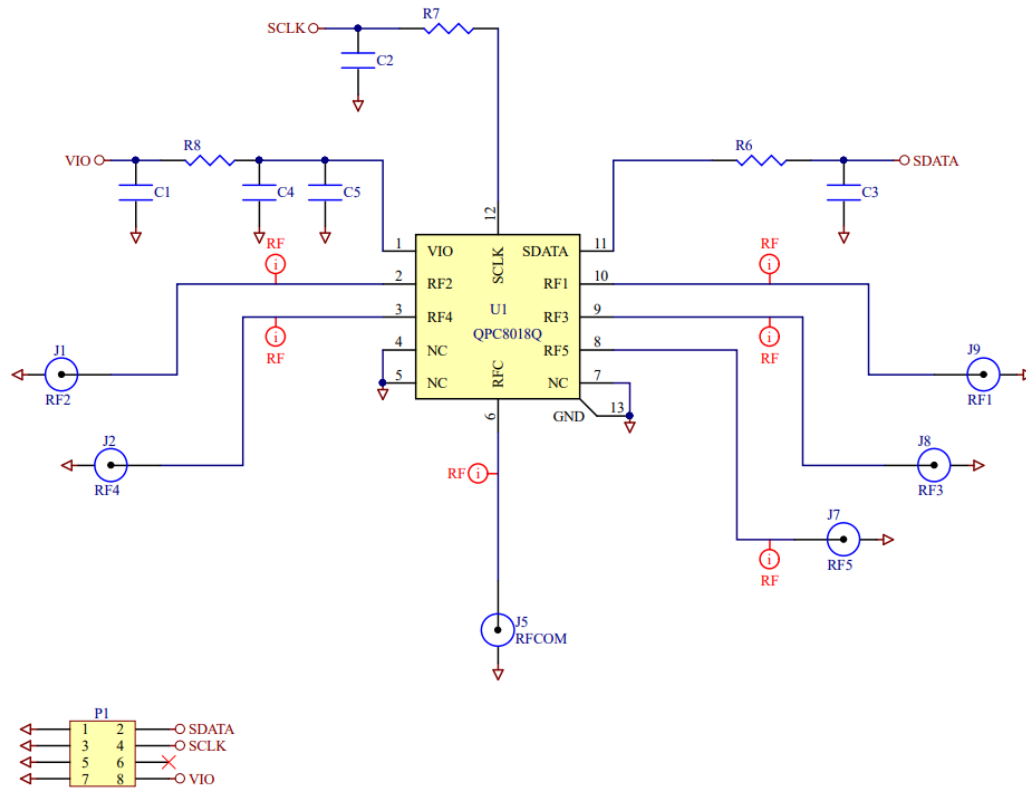 R7
SCLK
C2
R8
R6
VIO
SDATA
C1
C4
C5
C3
12
RF
1
VIO
SCLK
SDATA
11
RF
2
RF2
RF1
10
U1
3
RF4
QPC8018Q
RF3
9
RF
4
NC
RFC
RF5
8
RF
J1
J9
5
NC
NC
7
RF2
RF1
6
GND
13
J2
J8
RF
RF4
RF3
J7
RF5
RF
J5
RFCOM
P1
1 2 SDATA
3 4 SCLK
5 6
7 8 VIO
i
i
i
i
i
i